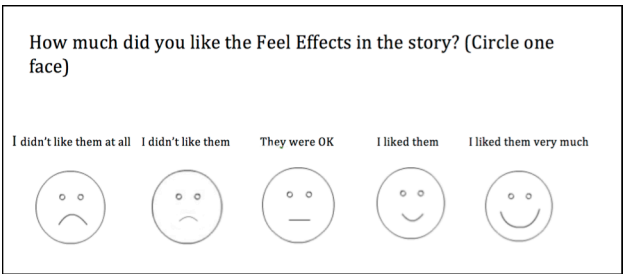 How much did you like the Feel Effects in the story? (Circle one
face)
I didn't like them at all I didn't like them They were OK I liked them I liked them very much